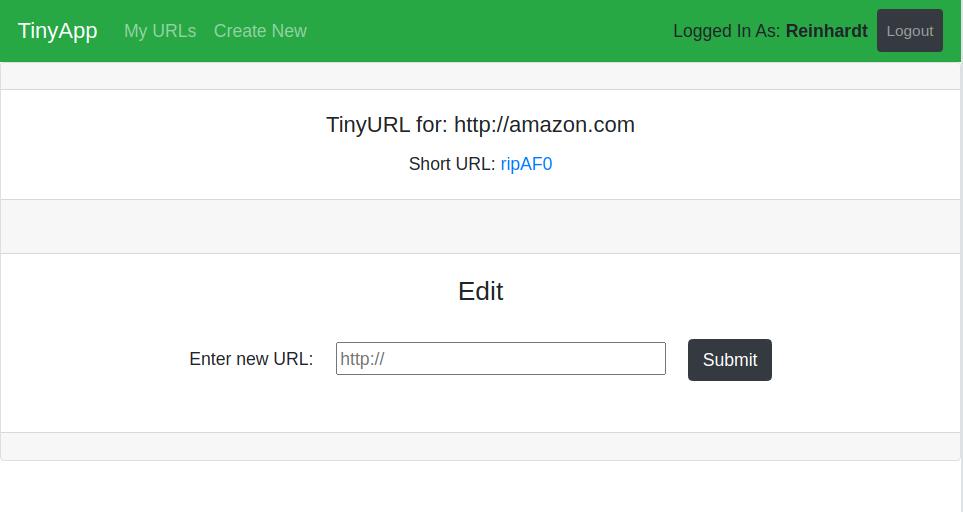 TinyApp My URLs Create New Logged In As: Reinhardt Logout
TinyURL for: http://amazon.com
Short URL: ripAF0
Edit
Enter new URL: http:// Submit